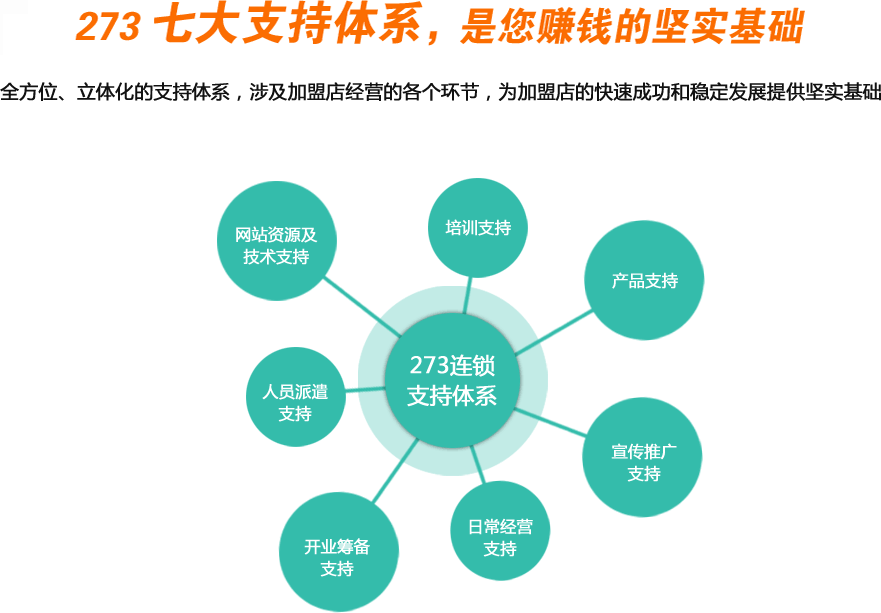 273 七大支持体系，是您赚钱的坚实基础
全方位、立体化的支持体系，涉及加盟店经营的各个环节，为加盟店的快速成功和稳定发展提供坚实基础
网站资源及
技术支持
培训支持
产品支持
273连锁
支持体系
人员派遣
支持
宣传推广
支持
开业筹备
支持
日常经营
支持